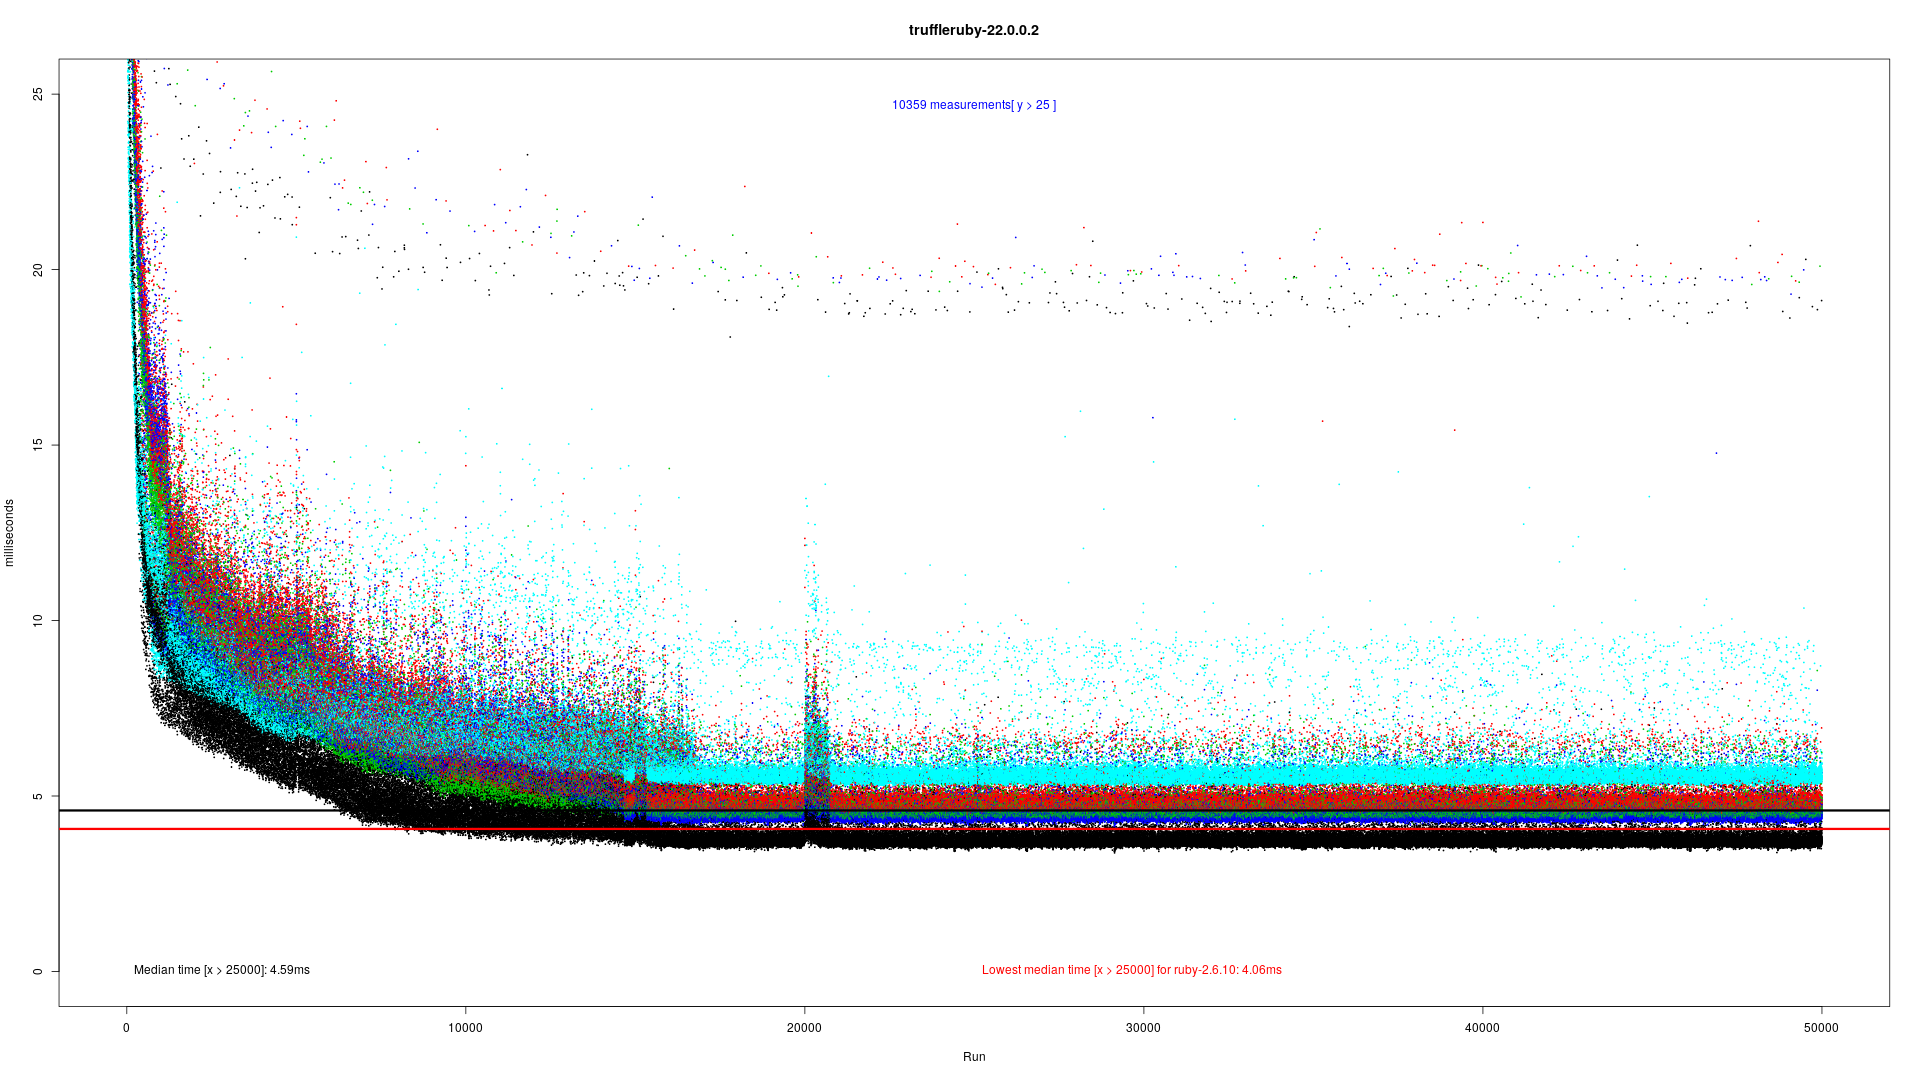 truffleruby-22.0.0.2
10359 measurements[ y > 25 ]
25
20
15
10
5
0
milliseconds
Median time [x > 25000]: 4.59ms
Lowest median time [x > 25000] for ruby-2.6.10: 4.06ms
0 10000 20000 30000 40000 50000
Run